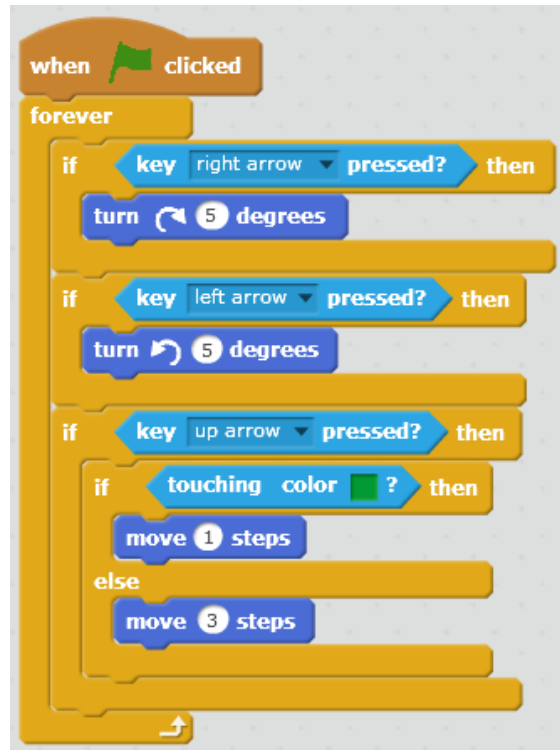 when clicked
forever
if key right arrow pressed? then
turn 5 degrees
if key left arrow pressed? then
turn 5 degrees
if key up arrow pressed? then
if touching color ? then
move 1 steps
else
move 3 steps